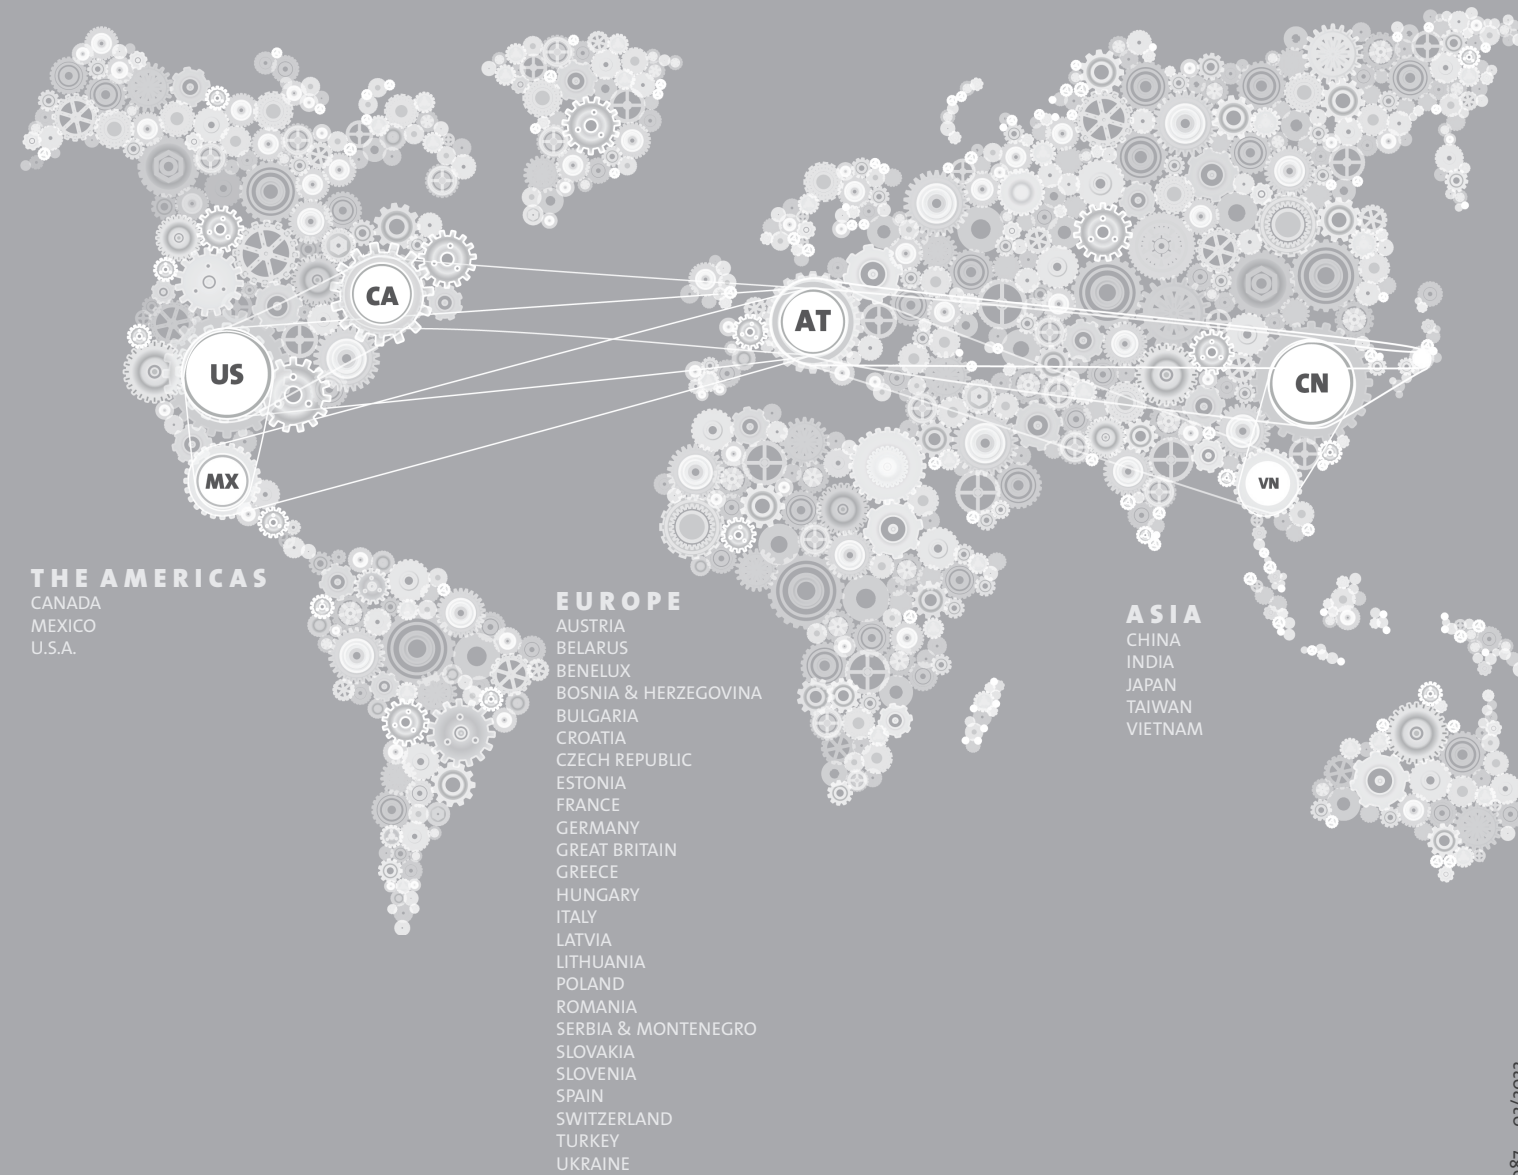 CA
AT
US
CN
MX
VN
THE AMERICAS
CANADA
MEXICO
U.S.A.
EUROPE
AUSTRIA
BELARUS
BENELUX
BOSNIA & HERZEGOVINA
BULGARIA
CROATIA
CZECH REPUBLIC
ESTONIA
FRANCE
GERMANY
GREAT BRITAIN
GREECE
HUNGARY
ITALY
LATVIA
LITHUANIA
POLAND
ROMANIA
SERBIA & MONTENEGRO
SLOVAKIA
SLOVENIA
SPAIN
SWITZERLAND
TURKEY
UKRAINE
ASIA
CHINA
INDIA
JAPAN
TAIWAN
VIETNAM